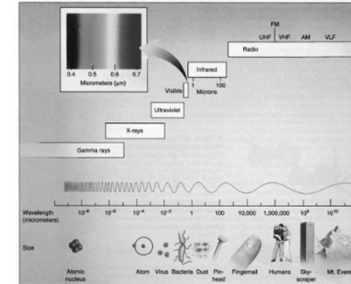 FM
UHF VHF AM VLF
Radio
Infrared
0.4 0.5 0.6 0.7
Micrometers (μm)
1 100
Visible
Microns
Ultraviolet
X-rays
Gamma rays
Wavelength
(micrometers)
10⁻⁸ 10⁻⁶ 10⁻⁴ 10⁻² 1 100 10,000 1,000,000 10⁸ 10¹⁰
Size
Atomic
nucleus
Atom Virus Bacteria Dust Pin-
head
Fingernail Humans Sky-
scraper
Mt. Everest